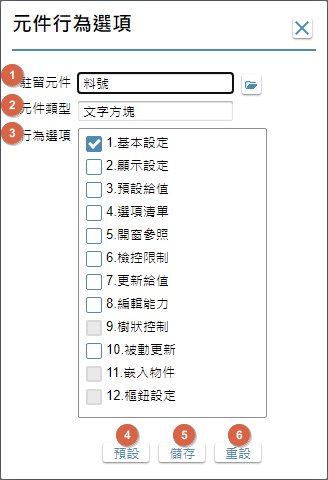 元件行為選項
1 駐留元件 料號
2 元件類型 文字方塊
3 行為選項
1.基本設定
2.顯示設定
3.預設給值
4.選項清單
5.開窗參照
6.檢控限制
7.更新給值
8.編輯能力
9.樹狀控制
10.被動更新
11.嵌入物件
12.樞鈕設定
4 5 6
預設 儲存 重設